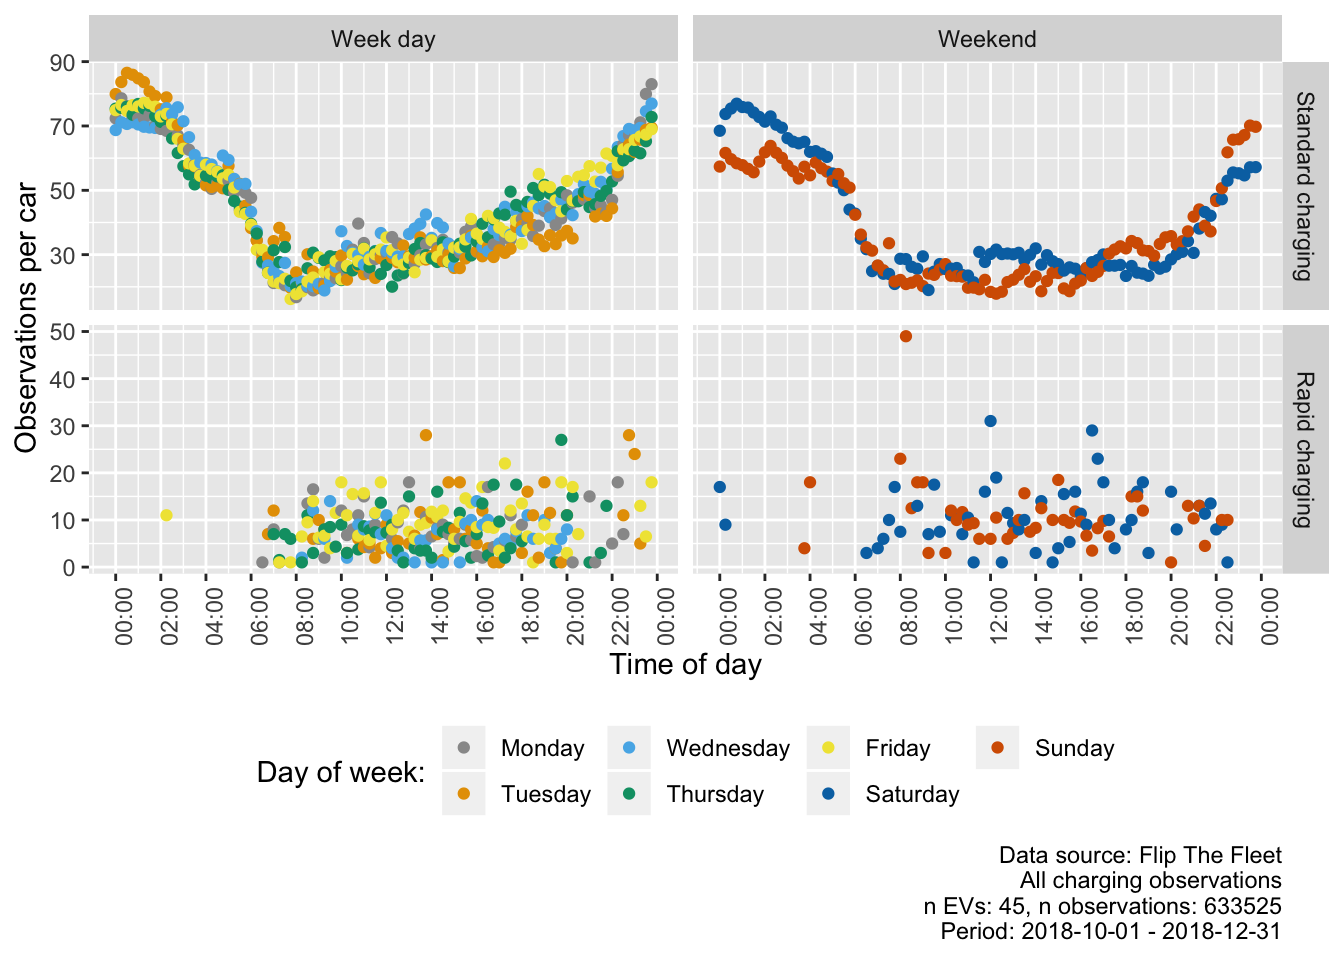 Week day
Weekend
Observations per car
90
70
50
30
Standard charging
50
40
30
20
10
0
Rapid charging
00:00
02:00
04:00
06:00
08:00
10:00
12:00
14:00
16:00
18:00
20:00
22:00
00:00
00:00
02:00
04:00
06:00
08:00
10:00
12:00
14:00
16:00
18:00
20:00
22:00
00:00
Time of day
Day of week:
Monday
Wednesday
Friday
Sunday
Tuesday
Thursday
Saturday
Data source: Flip The Fleet
All charging observations
n EVs: 45, n observations: 633525
Period: 2018-10-01 - 2018-12-31